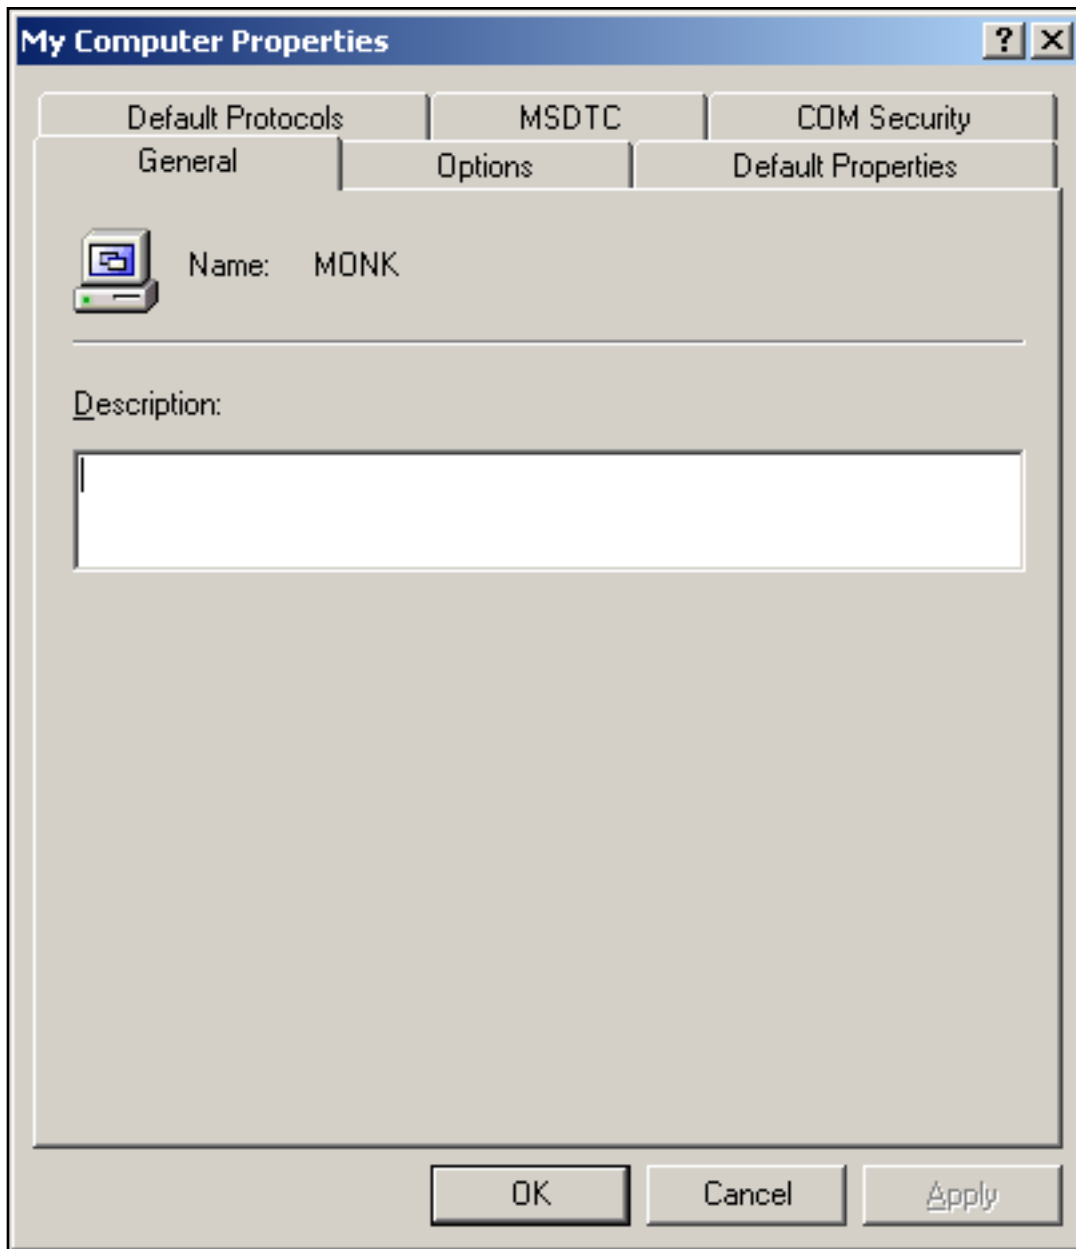 My Computer Properties ?
Default Protocols MSDTC COM Security
General Options Default Properties
Name: MONK
Description:
OK Cancel Apply